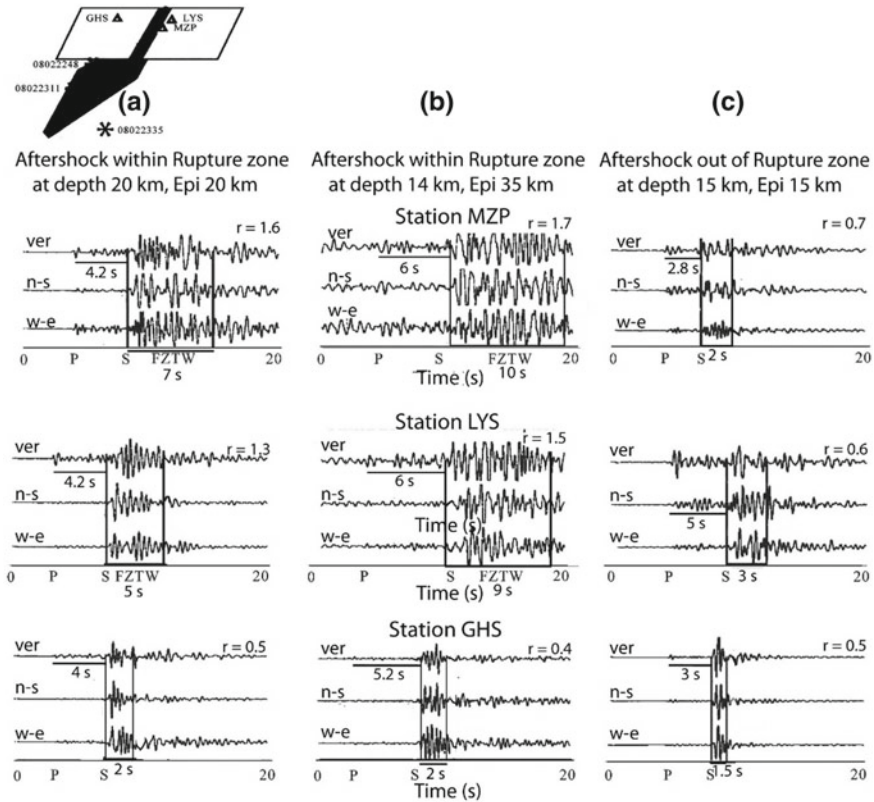 GHS LYS
MZP
08022248
08022311
08022335
(a) (b) (c)
Aftershock within Rupture zone
at depth 20 km, Epi 20 km
Aftershock within Rupture zone
at depth 14 km, Epi 35 km
Aftershock out of Rupture zone
at depth 15 km, Epi 15 km
Station MZP
ver r = 1.6
4.2 s
n-s
w-e
0 P S FZTW 20
7 s
r = 1.7
ver
6 s
n-s
w-e
0 P S FZTW 20
10 s
Time (s)
r = 0.7
ver
2.8 s
n-s
w-e
0 P S 2 s 20
Station LYS
ver r = 1.3
4.2 s
n-s
w-e
0 P S FZTW 20
5 s
ver r = 1.5
6 s
n-s
Time (s)
w-e
0 P S FZTW 20
9 s
Time (s)
ver r = 0.6
n-s
5 s
w-e
0 P S 3 s 20
Station GHS
ver r = 0.5
4 s
n-s
w-e
0 P S 2 s 20
ver r = 0.4
5.2 s
n-s
w-e
0 P S 2 s 20
Time (s)
ver r = 0.5
3 s
n-s
w-e
0 P S 1.5 s 20